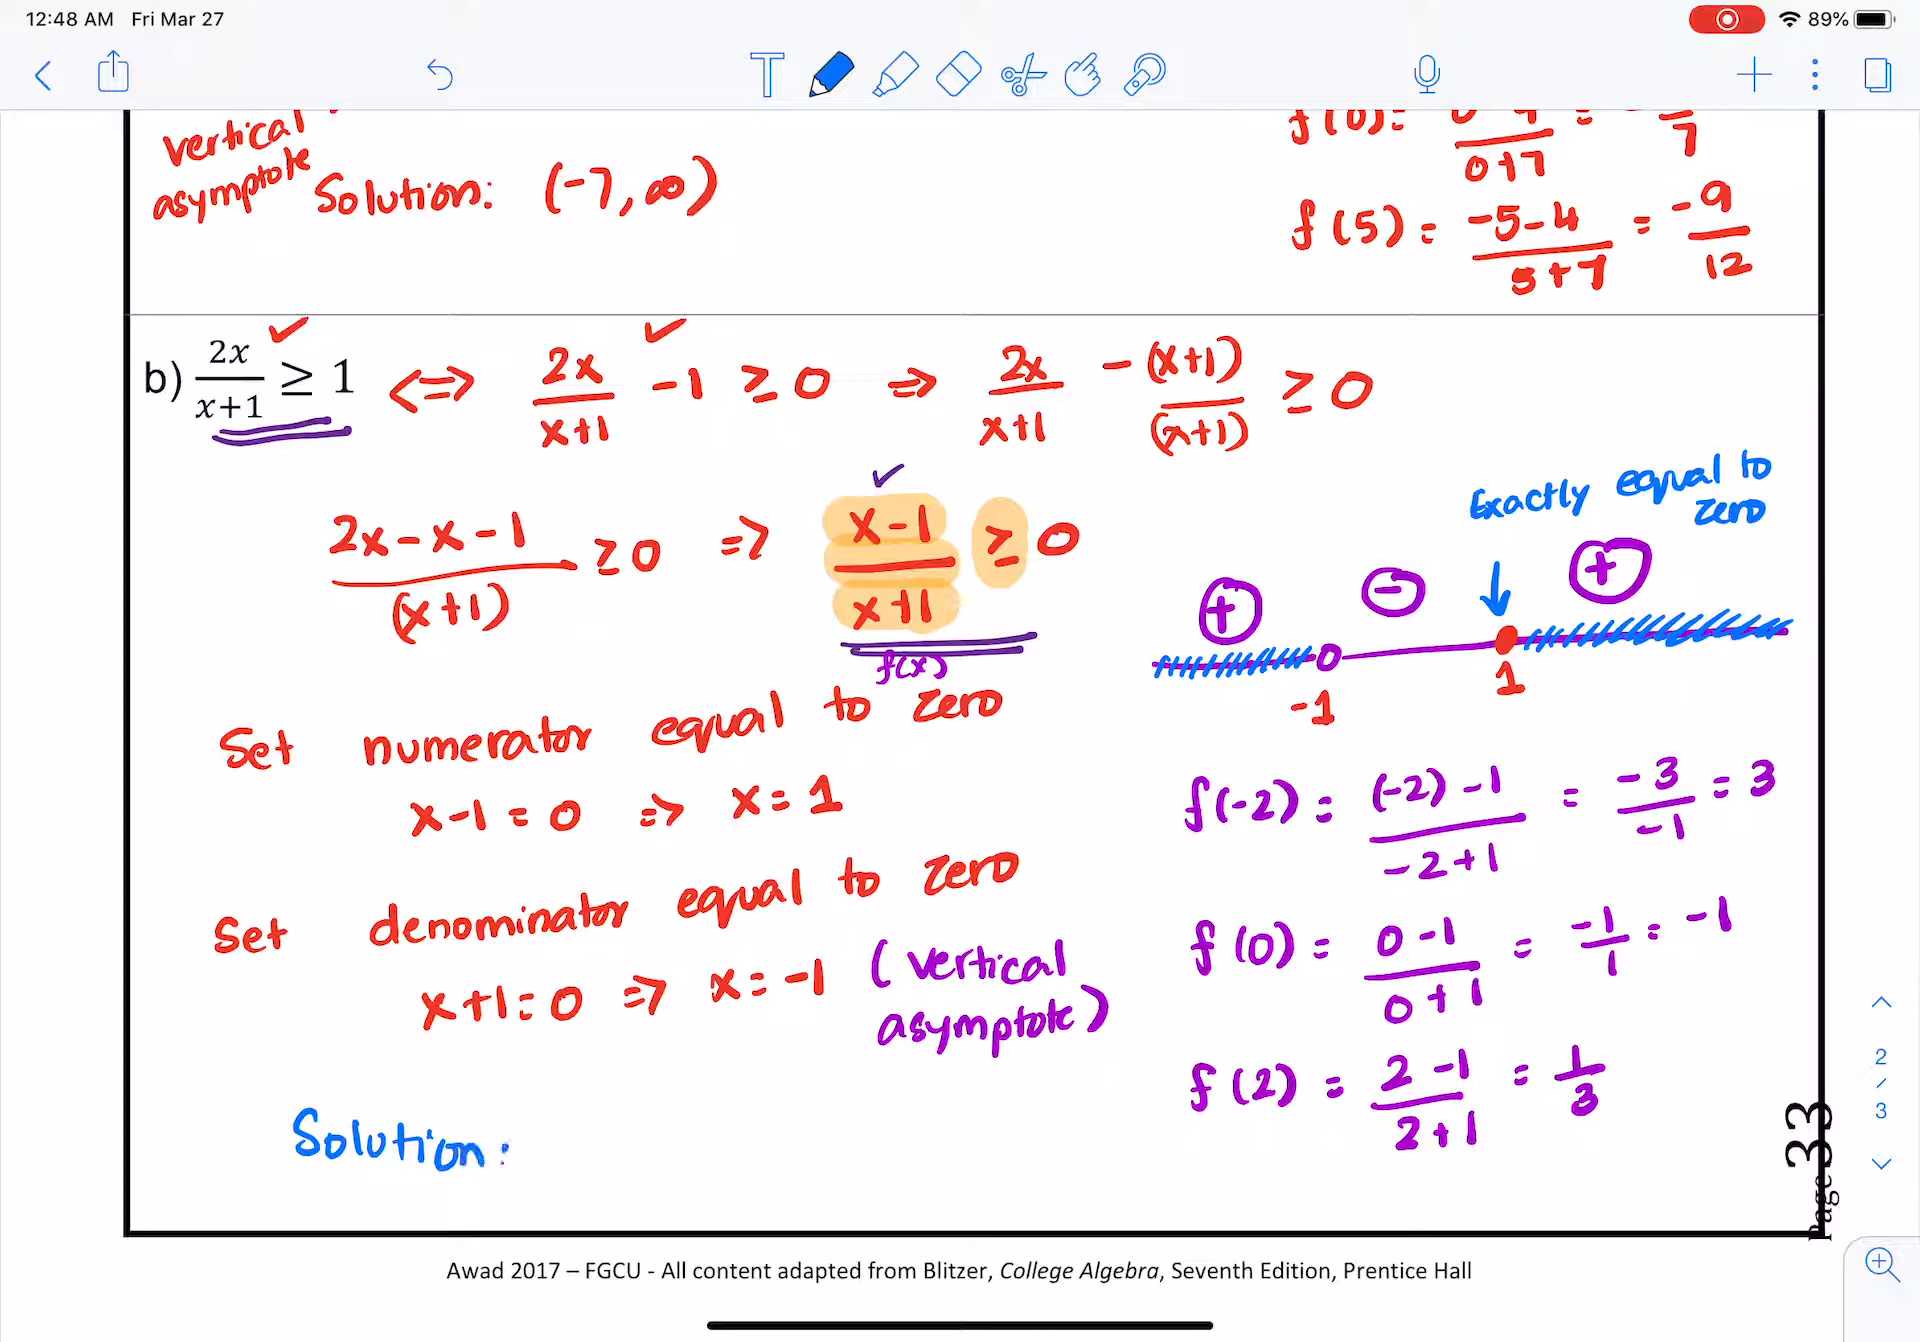 12:48 AM Fri Mar 27
89%
vertical
asymptote
Solution: (-7, ∞)
f(0):
0+7
7
f(5) = -5-4 / 5+7 = -9/12
b) 2x/x+1 ≥ 1 <=> 2x/x+1 -1 ≥ 0 => 2x/x+1 - (x+1)/(x+1) ≥ 0
2x-x-1/(x+1) ≥ 0 => x-1/x+1 ≥ 0
f(x)
Exactly equal to
zero
+ - +
-1 1
Set numerator equal to zero
x-1=0 => x=1
Set denominator equal to zero
x+1=0 => x=-1 (vertical
asymptote)
f(-2) = (-2)-1 / -2+1 = -3/-1 = 3
f(0) = 0-1 / 0+1 = -1/1 = -1
f(2) = 2-1 / 2+1 = 1/3
Solution:
Page 33
2 / 3
Awad 2017 – FGCU - All content adapted from Blitzer, College Algebra, Seventh Edition, Prentice Hall